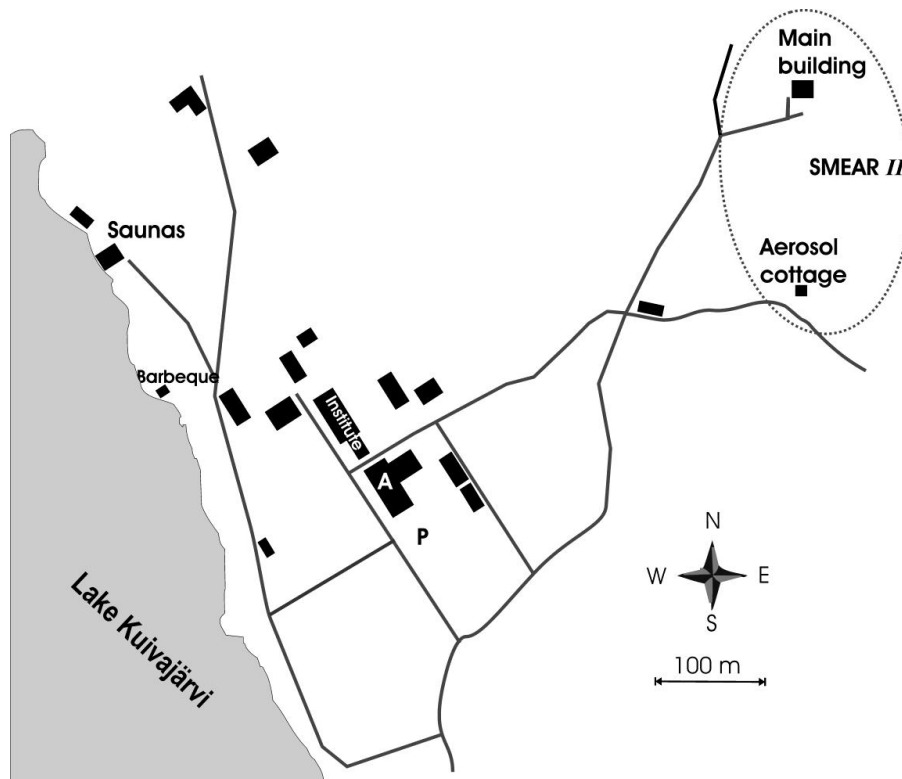 Main
building
SMEAR II
Saunas
Aerosol
cottage
Barbeque
Institute
A
P
N
W
E
S
Lake Kuivajärvi
100 m